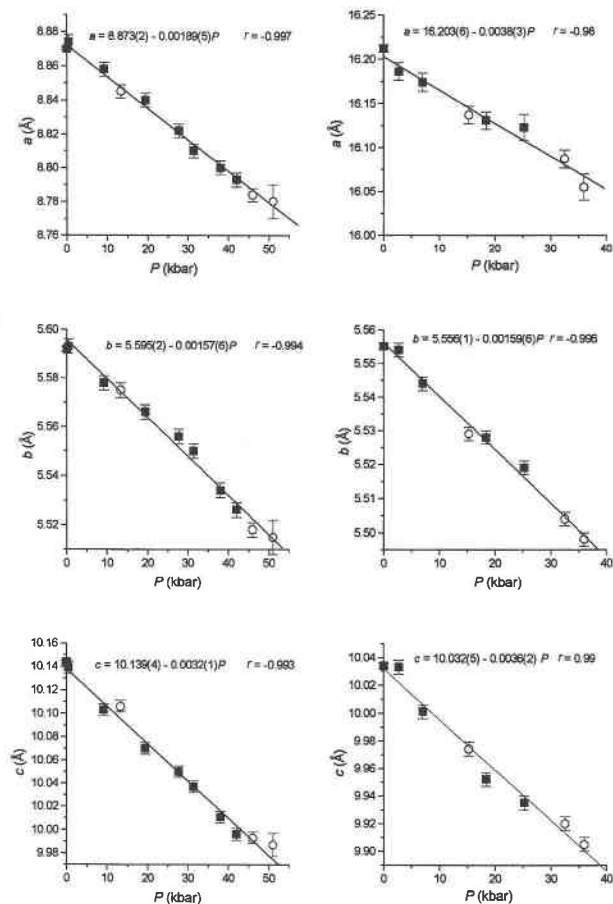 a = 8.873(2) – 0.00189(5)P r = -0.997
8.88
8.86
8.84
8.82
8.80
8.78
8.76
a (Å)
0 10 20 30 40 50
P (kbar)
a = 16.203(6) – 0.0038(3)P r = -0.98
16.20
16.15
16.10
16.05
16.00
a (Å)
0 10 20 30 40
P (kbar)
b = 5.595(2) – 0.00157(6)P r = -0.994
5.60
5.58
5.56
5.54
5.52
b (Å)
0 10 20 30 40 50
P (kbar)
b = 5.556(1) – 0.00159(6)P r = -0.996
5.56
5.55
5.54
5.53
5.52
5.51
5.50
b (Å)
0 10 20 30 40
P (kbar)
c = 10.139(4) – 0.0032(1)P r = -0.993
10.16
10.14
10.12
10.10
10.08
10.06
10.04
10.02
10.00
9.98
c (Å)
0 10 20 30 40 50
P (kbar)
c = 10.032(5) – 0.0036(2) P r = 0.99
10.04
10.02
10.00
9.98
9.96
9.94
9.92
9.90
c (Å)
0 10 20 30 40
P (kbar)